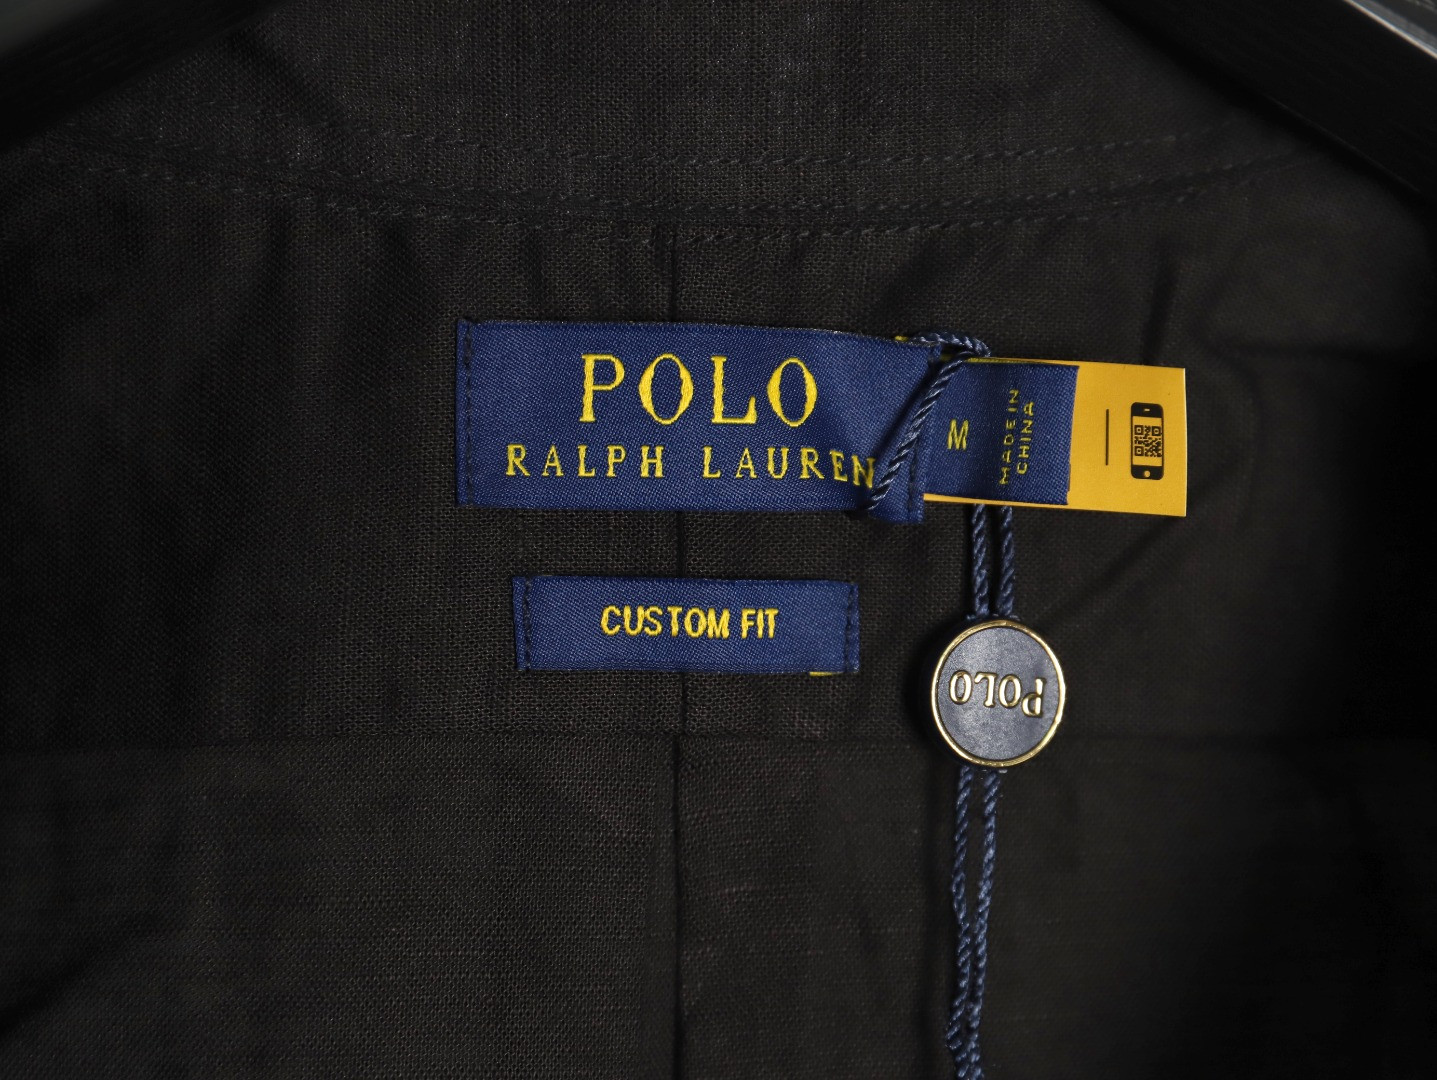 POLO
RALPH LAUREN
M
MADE IN
CHINA
CUSTOM FIT
POLO